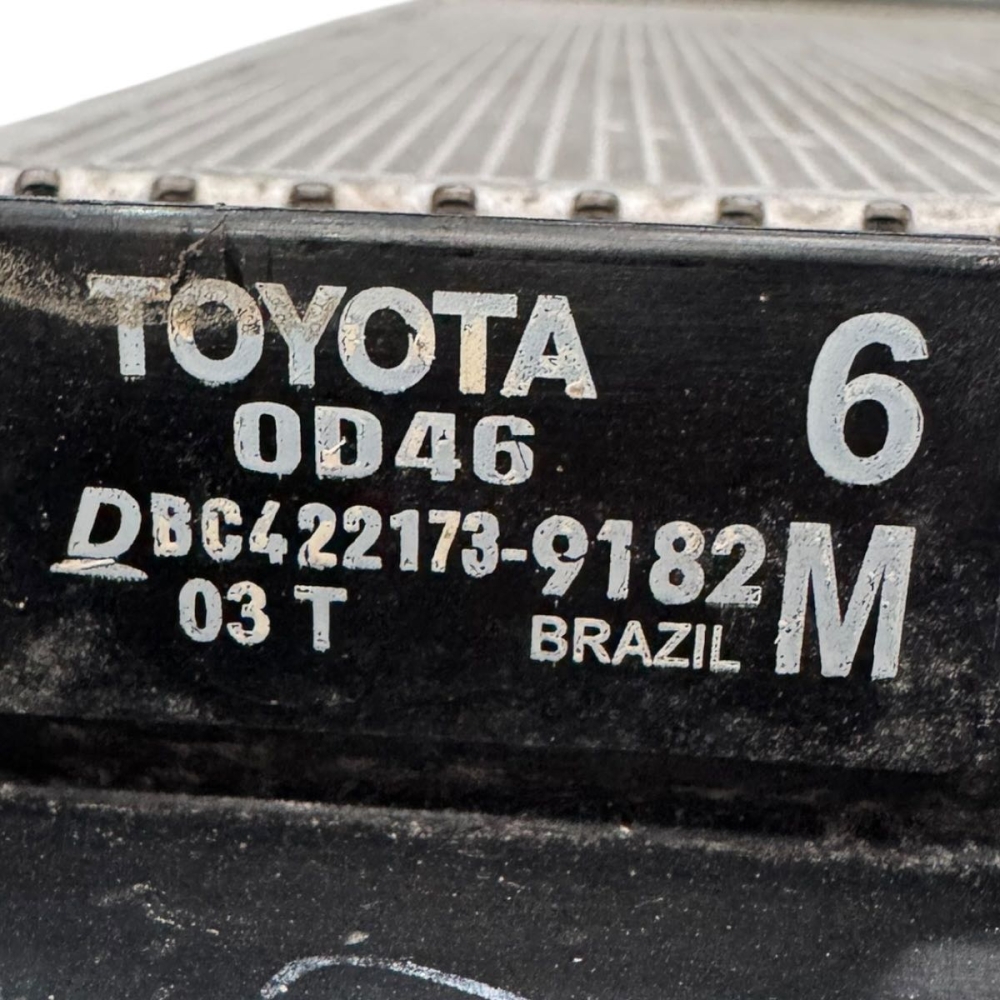 TOYOTA 6
0D46
DBC422173-9182 M
03 T BRAZIL